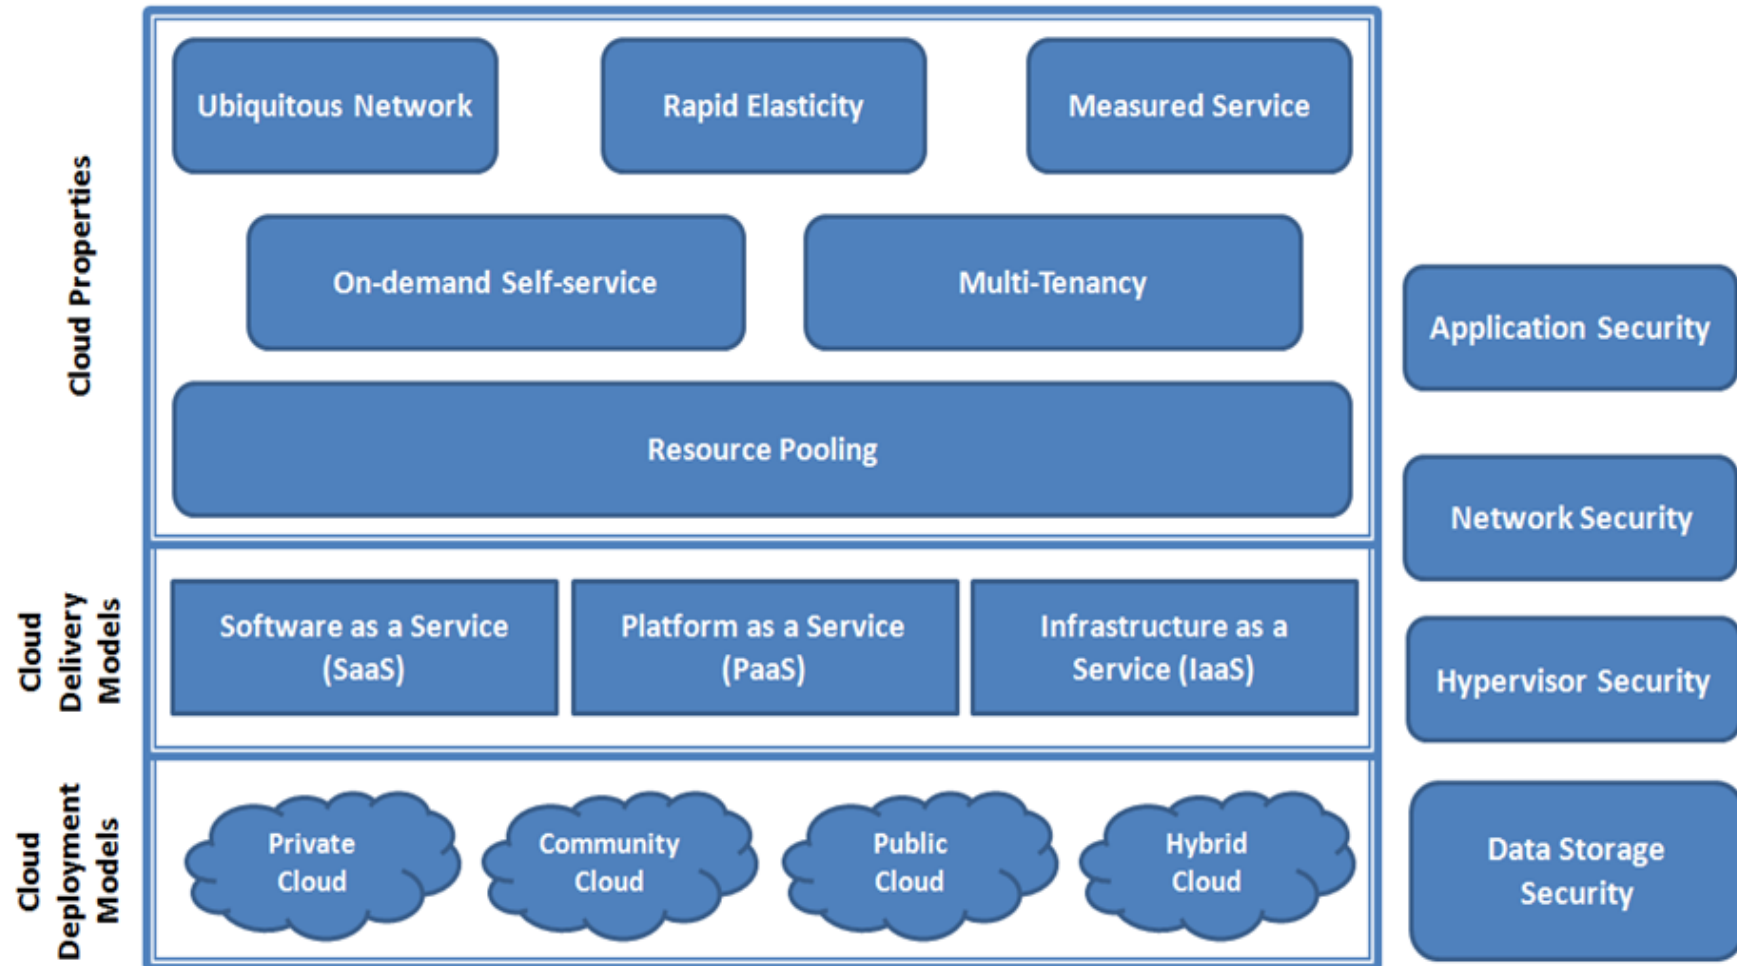 Cloud Properties
Ubiquitous Network
Rapid Elasticity
Measured Service
On-demand Self-service
Multi-Tenancy
Resource Pooling
Cloud
Delivery
Models
Software as a Service
(SaaS)
Platform as a Service
(PaaS)
Infrastructure as a
Service (IaaS)
Cloud
Deployment
Models
Private
Cloud
Community
Cloud
Public
Cloud
Hybrid
Cloud
Application Security
Network Security
Hypervisor Security
Data Storage
Security